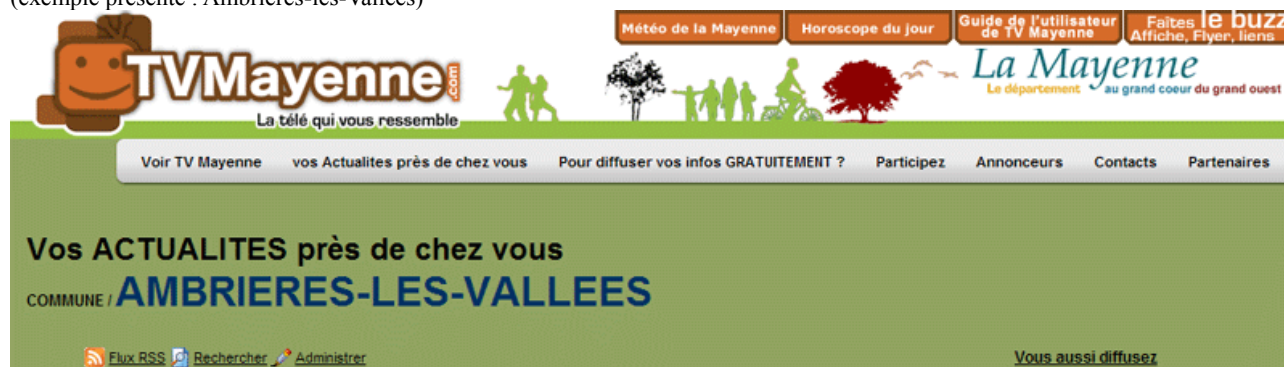 (exemple présenté : Ambrières-les-Vallées)
Météo de la Mayenne
Horoscope du jour
Guide de l'utilisateur
de TV Mayenne
Faîtes le buzz
Affiche, Flyer, liens
TVMayenne.com
La télé qui vous ressemble
La Mayenne
Le département au grand coeur du grand ouest
Voir TV Mayenne vos Actualites près de chez vous Pour diffuser vos infos GRATUITEMENT ? Participez Annonceurs Contacts Partenaires
Vos ACTUALITES près de chez vous
COMMUNE / AMBRIERES-LES-VALLEES
Flux RSS Rechercher Administrer
Vous aussi diffusez